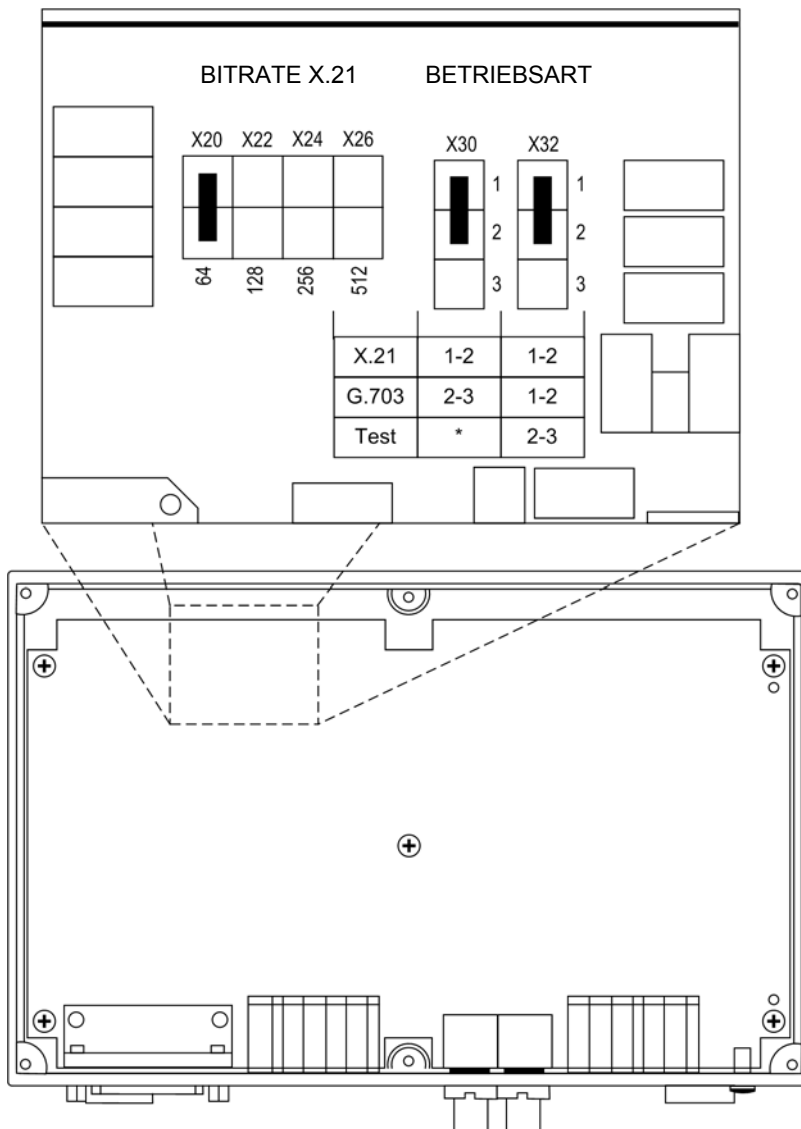 BITRATE X.21 BETRIEBSART
X20 X22 X24 X26 X30 X32
1 1
2 2
3 3
64 128 256 512
X.21 1-2 1-2
G.703 2-3 1-2
Test * 2-3